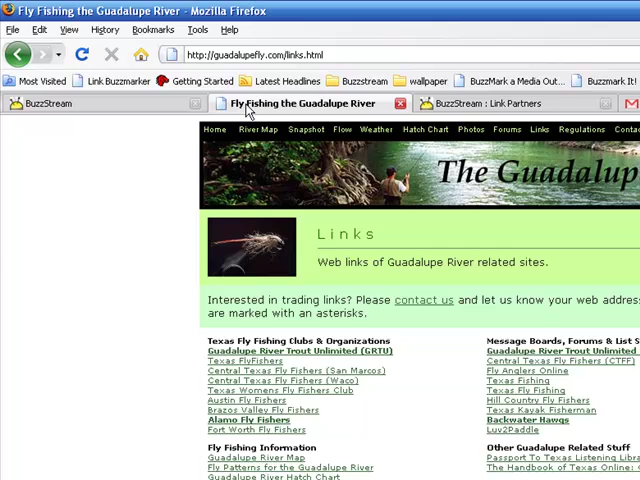 Fly Fishing the Guadalupe River - Mozilla Firefox
File Edit View History Bookmarks Tools Help
http://guadalupefly.com/links.html
Most Visited Link Buzzmarker Getting Started Latest Headlines Buzzstream wallpaper BuzzMark a Media Out... Buzzmark It!
BuzzStream Fly Fishing the Guadalupe River BuzzStream : Link Partners
Home River Map Snapshot Flow Weather Hatch Chart Photos Forums Links Regulations Contac
The Guadalup
Links
Web links of Guadalupe River related sites.
Interested in trading links? Please contact us and let us know your web address
are marked with an asterisks.
Texas Fly Fishing Clubs & Organizations
Guadalupe River Trout Unlimited (GRTU)
Texas FlyFishers
Central Texas Fly Fishers (San Marcos)
Central Texas Fly Fishers (Waco)
Texas Womens Fly Fishers Club
Austin Fly Fishers
Brazos Valley Fly Fishers
Alamo Fly Fishers
Fort Worth Fly Fishers
Fly Fishing Information
Guadalupe River Map
Fly Patterns for the Guadalupe River
Guadalupe River Hatch Chart
Message Boards, Forums & List S
Guadalupe River Trout Unlimited
Central Texas Fly Fishers (CTFF)
Fly Anglers Online
Texas Fishing
Texas Fly Fishing
Hill Country Fly Fishers
Texas Kayak Fisherman
Backwater Hawgs
Luv2Paddle
Other Guadalupe Related Stuff
Passport To Texas Listening Libra
The Handbook of Texas Online: